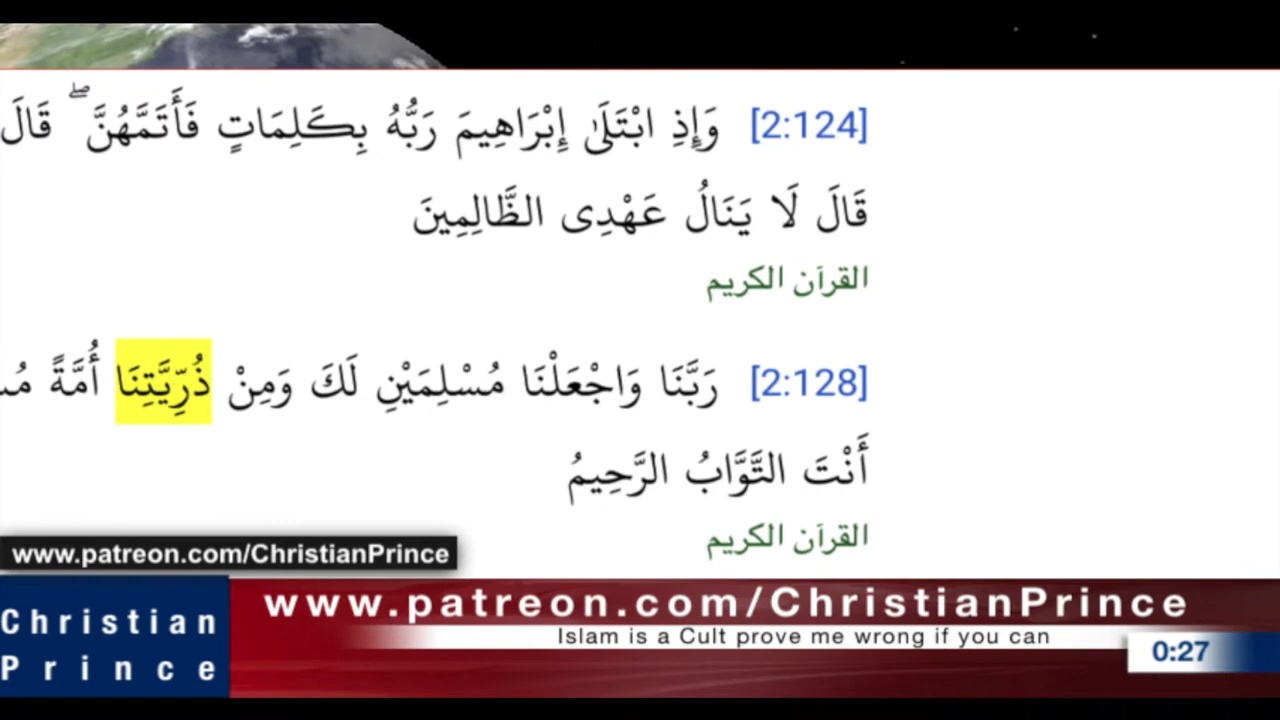 [2:124] وَإِذِ ابْتَلَىٰ إِبْرَاهِيمَ رَبُّهُ بِكَلِمَاتٍ فَأَتَمَّهُنَّ ۖ قَالَ
قَالَ لَا يَنَالُ عَهْدِى الظَّالِمِينَ
القرآن الكريم
[2:128] رَبَّنَا وَاجْعَلْنَا مُسْلِمَيْنِ لَكَ وَمِنْ ذُرِّيَّتِنَا أُمَّةً
أَنْتَ التَّوَّابُ الرَّحِيمُ
القرآن الكريم
www.patreon.com/ChristianPrince
www.patreon.com/ChristianPrince
Christian
Prince
Islam is a Cult prove me wrong if you can
0:27